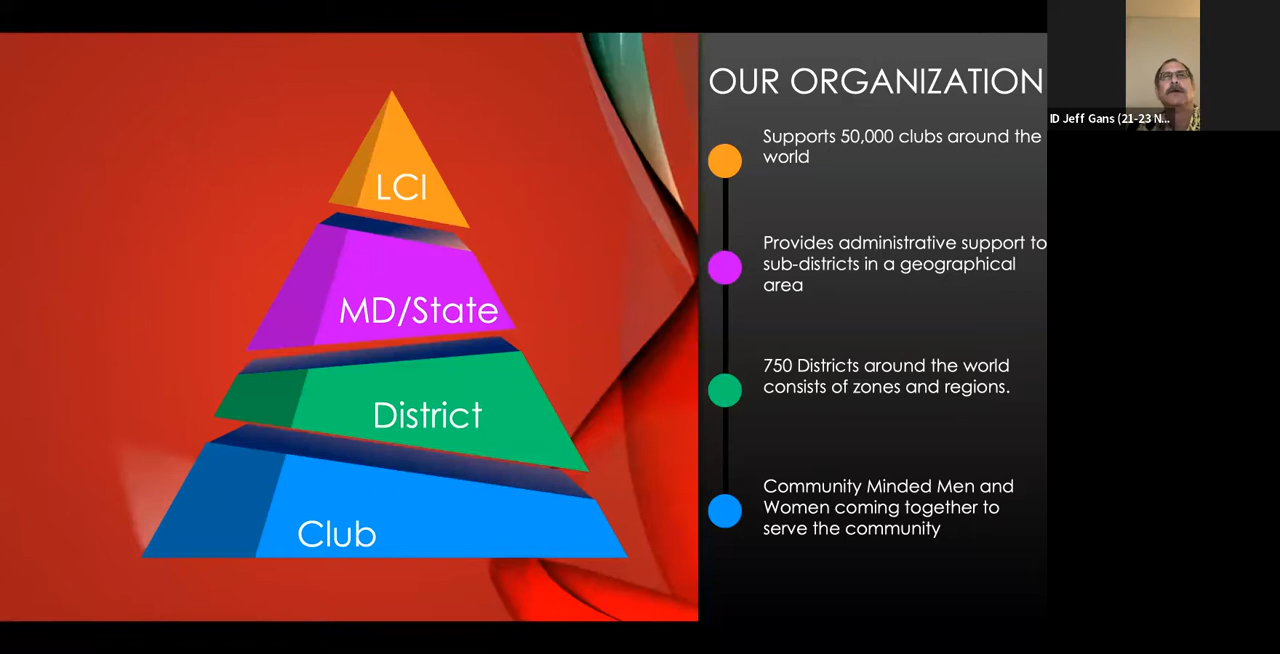 OUR ORGANIZATION
LCI
MD/State
District
Club
Supports 50,000 clubs around the
world
Provides administrative support to
sub-districts in a geographical
area
750 Districts around the world
consists of zones and regions.
Community Minded Men and
Women coming together to
serve the community
ID Jeff Gans (21-23 N...